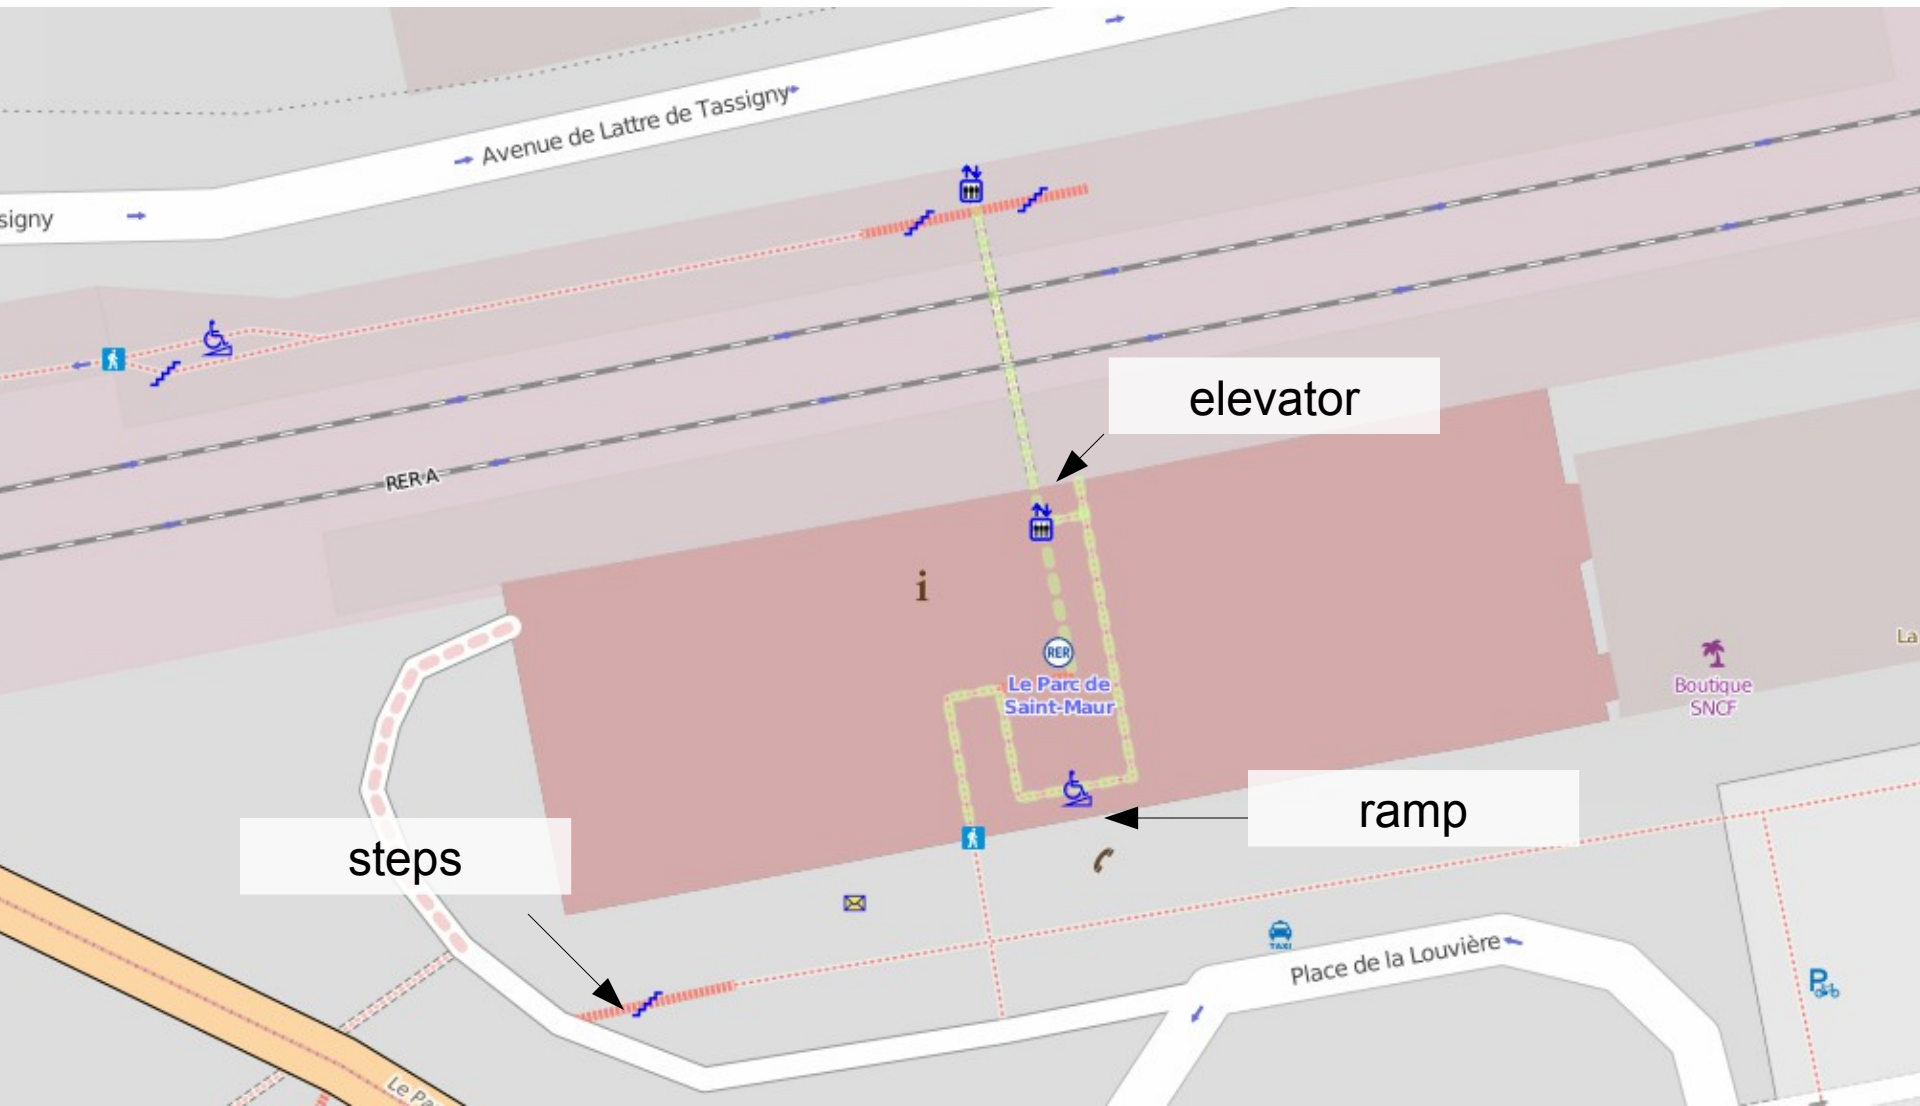 Avenue de Lattre de Tassigny
signy
elevator
RER A
i
RER
Le Parc de
Saint-Maur
La
Boutique
SNCF
ramp
steps
TAXI
Place de la Louvière
P
Le Pa